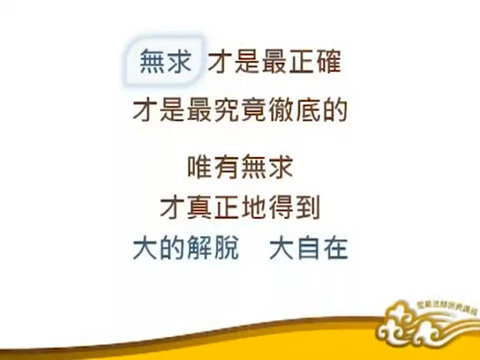 無求 才是最正確
才是最究竟徹底的
唯有無求
才真正地得到
大的解脫 大自在